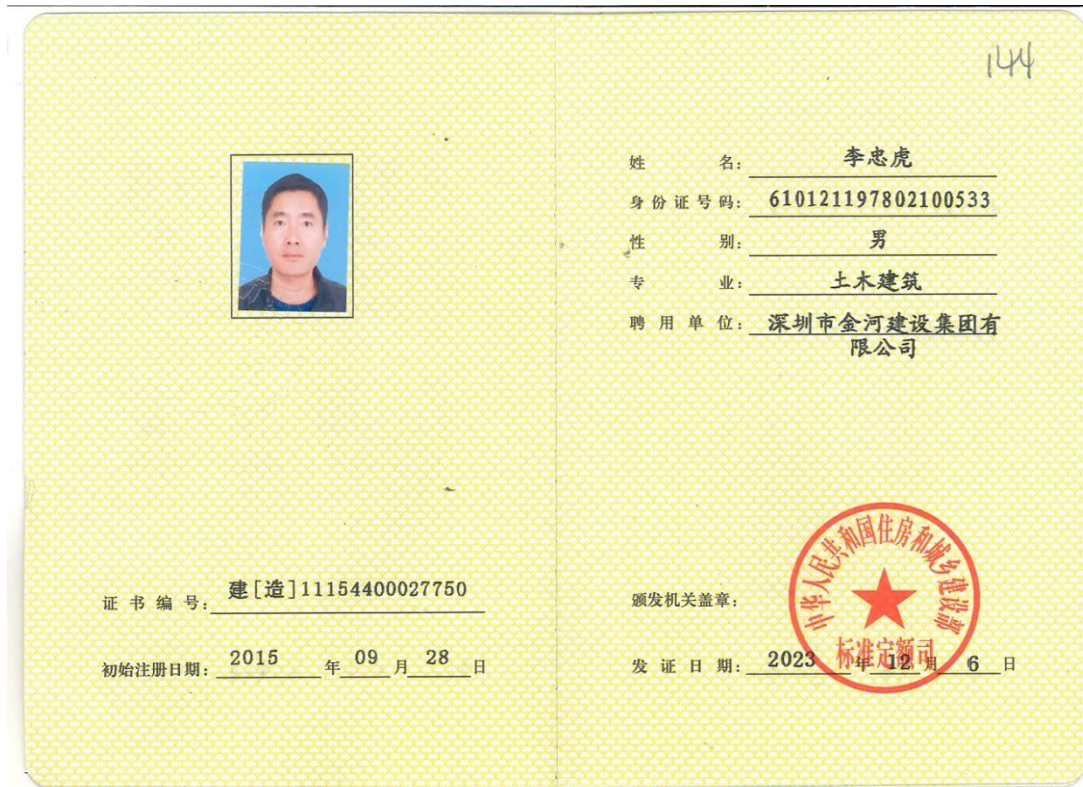 144
姓 名: 李忠虎
身份证号码: 610121197802100533
性 别: 男
专 业: 土木建筑
聘用单位: 深圳市金河建设集团有
限公司
证书编号: 建[造]11154400027750
初始注册日期: 2015 年 09 月 28 日
颁发机关盖章:
中华人民共和国住房和城乡建设部
标准定额司
发证日期: 2023 年 12 月 6 日